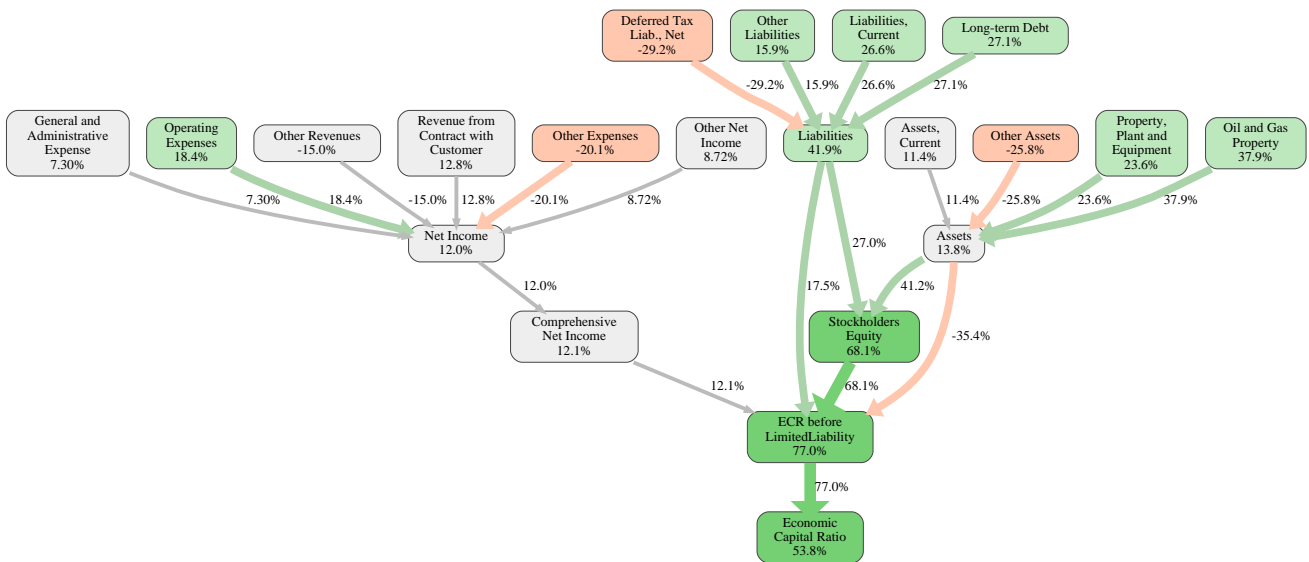 Deferred Tax
Liab., Net
-29.2%
Other
Liabilities
15.9%
Liabilities,
Current
26.6%
Long-term Debt
27.1%
-29.2%
15.9%
26.6%
27.1%
General and
Administrative
Expense
7.30%
Operating
Expenses
18.4%
Other Revenues
-15.0%
Revenue from
Contract with
Customer
12.8%
Other Expenses
-20.1%
Other Net
Income
8.72%
Liabilities
41.9%
Assets,
Current
11.4%
Other Assets
-25.8%
Property,
Plant and
Equipment
23.6%
Oil and Gas
Property
37.9%
7.30%
18.4%
-15.0%
12.8%
-20.1%
8.72%
11.4%
-25.8%
23.6%
37.9%
Net Income
12.0%
Assets
13.8%
27.0%
12.0%
17.5%
41.2%
Comprehensive
Net Income
12.1%
Stockholders
Equity
68.1%
-35.4%
12.1%
68.1%
ECR before
LimitedLiability
77.0%
77.0%
Economic
Capital Ratio
53.8%